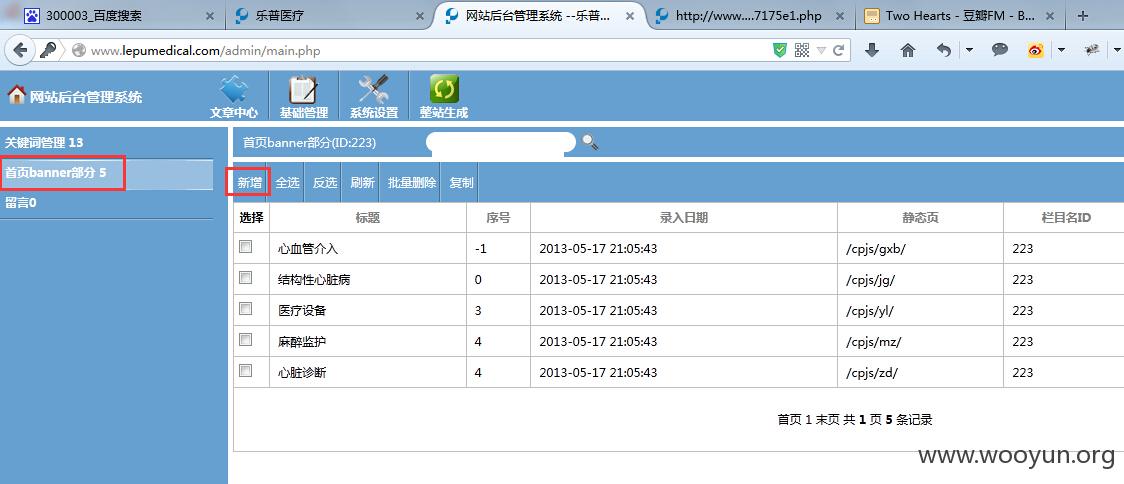 300003_百度搜索
乐普医疗
网站后台管理系统 --乐普...
http://www....7175e1.php
Two Hearts - 豆瓣FM - B...
www.lepumedical.com/admin/main.php
网站后台管理系统
文章中心
基础管理
系统设置
整站生成
关键词管理 13
首页banner部分 5
留言0
首页banner部分(ID:223)
新增 全选 反选 刷新 批量删除 复制
选择 标题 序号 录入日期 静态页 栏目名ID
心血管介入 -1 2013-05-17 21:05:43 /cpjs/gxb/ 223
结构性心脏病 0 2013-05-17 21:05:43 /cpjs/jg/ 223
医疗设备 3 2013-05-17 21:05:43 /cpjs/yl/ 223
麻醉监护 4 2013-05-17 21:05:43 /cpjs/mz/ 223
心脏诊断 4 2013-05-17 21:05:43 /cpjs/zd/ 223
首页 1 末页 共 1 页 5 条记录
www.wooyun.org